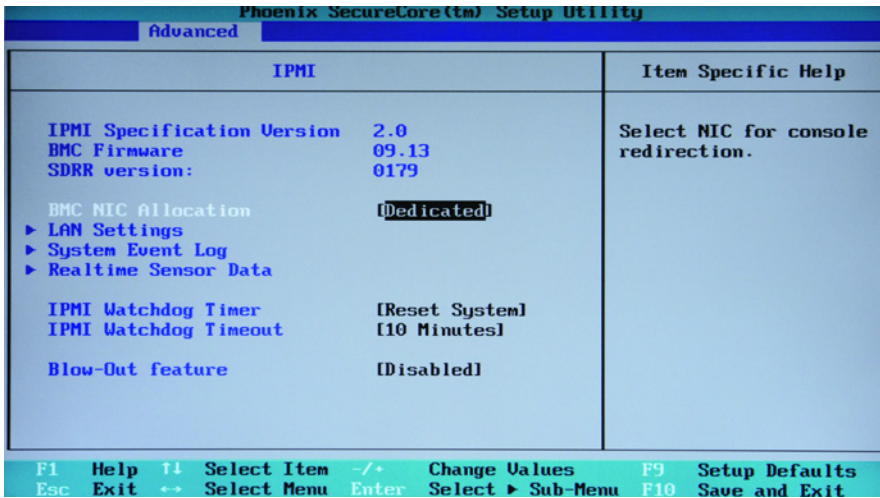 Phoenix SecureCore(tm) Setup Utility
Advanced
IPMI
Item Specific Help
IPMI Specification Version 2.0
BMC Firmware 09.13
SDRR version: 0179
BMC NIC Allocation [Dedicated]
▶ LAN Settings
▶ System Event Log
▶ Realtime Sensor Data
IPMI Watchdog Timer [Reset System]
IPMI Watchdog Timeout [10 Minutes]
Blow-Out feature [Disabled]
Select NIC for console
redirection.
F1 Help ↑↓ Select Item -/+ Change Values F9 Setup Defaults
Esc Exit ↔ Select Menu Enter Select ▶ Sub-Menu F10 Save and Exit